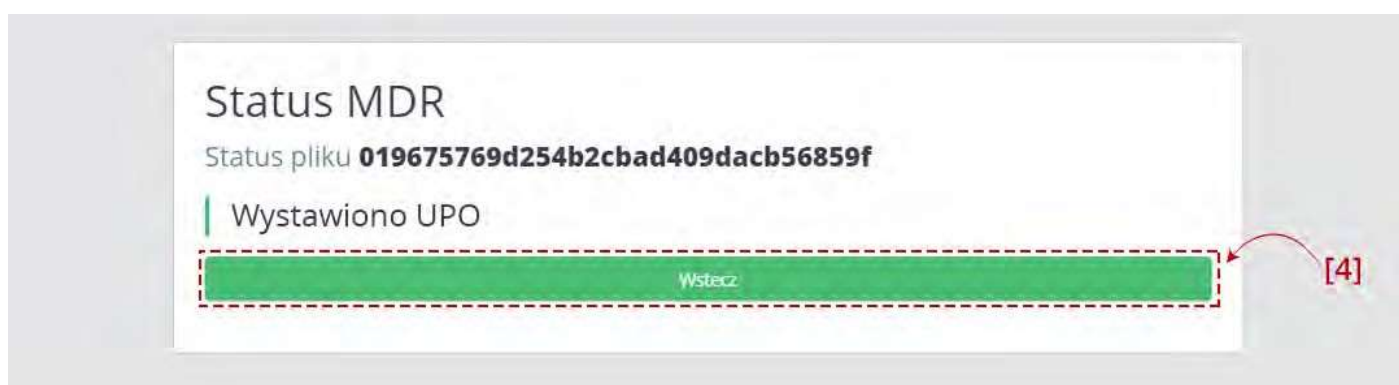 Status MDR
Status pliku 019675769d254b2cbad409dacb56859f
Wystawiono UPO
Wstecz
[4]